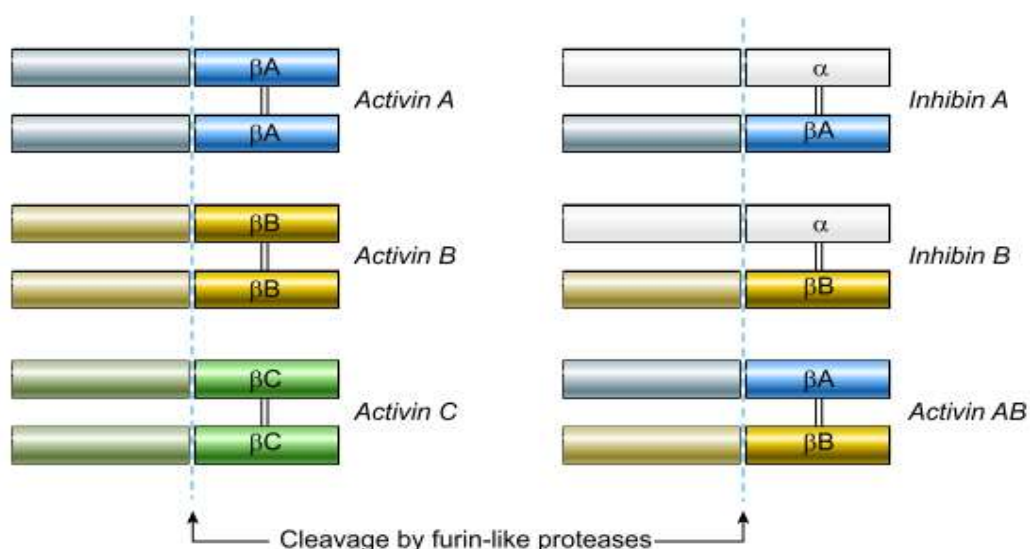 βA
βA
Activin A
βB
βB
Activin B
βC
βC
Activin C
α
βA
Inhibin A
α
βB
Inhibin B
βA
βB
Activin AB
Cleavage by furin-like proteases